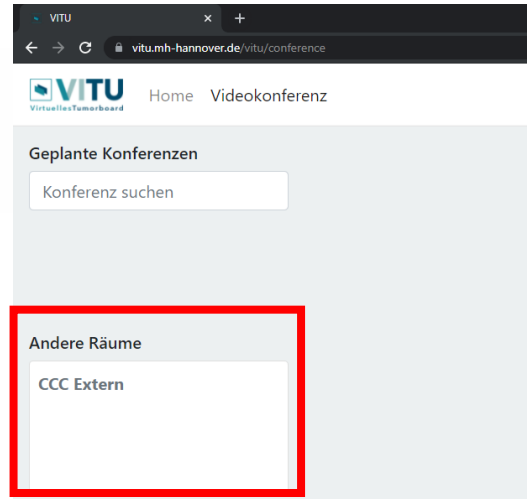 VITU
vitu.mh-hannover.de/vitu/conference
VITU
VirtuellesTumorboard
Home Videokonferenz
Geplante Konferenzen
Konferenz suchen
Andere Räume
CCC Extern